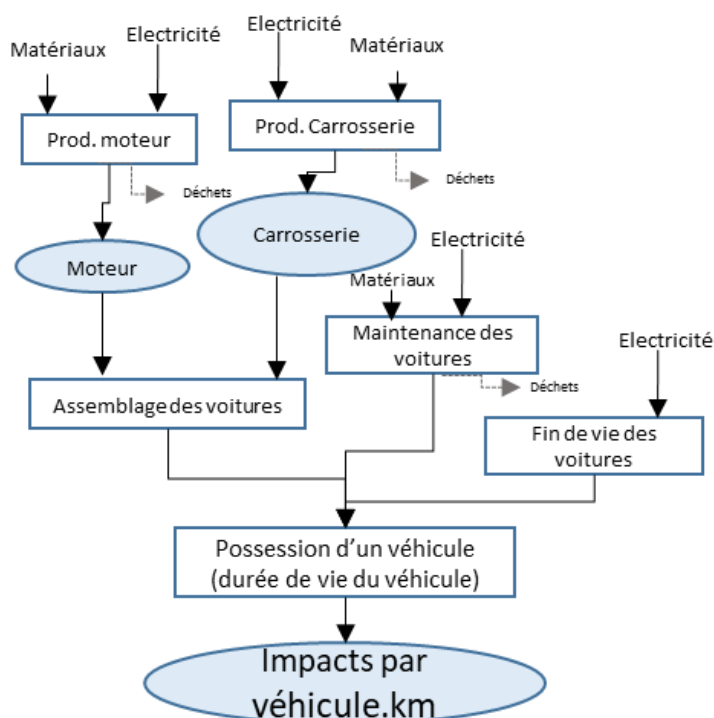 Matériaux
Electricité
Electricité
Matériaux
Prod. moteur
Prod. Carrosserie
Déchets
Déchets
Moteur
Carrosserie
Electricité
Matériaux
Maintenance des
voitures
Electricité
Déchets
Assemblage des voitures
Fin de vie des
voitures
Possession d'un véhicule
(durée de vie du véhicule)
Impacts par
véhicule.km